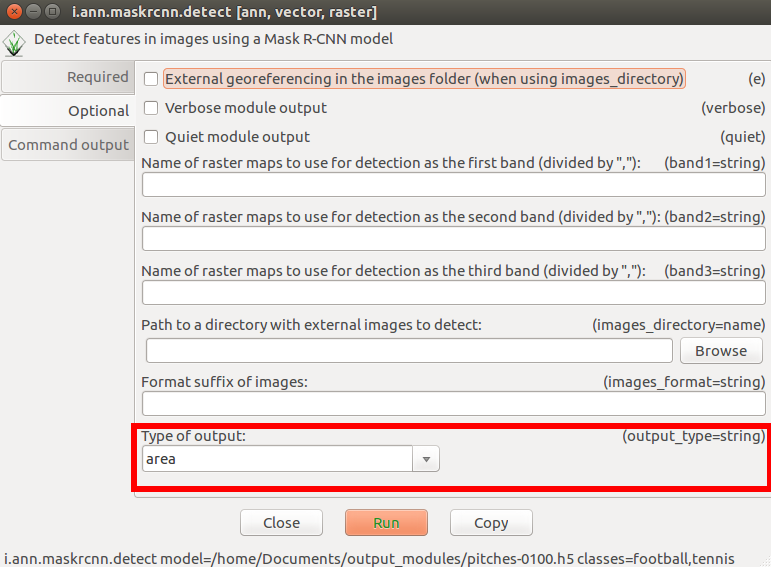 i.ann.maskrcnn.detect [ann, vector, raster]
Detect features in images using a Mask R-CNN model
Required
Optional
Command output
External georeferencing in the images folder (when using images_directory) (e)
Verbose module output (verbose)
Quiet module output (quiet)
Name of raster maps to use for detection as the first band (divided by ","): (band1=string)
Name of raster maps to use for detection as the second band (divided by ","): (band2=string)
Name of raster maps to use for detection as the third band (divided by ","): (band3=string)
Path to a directory with external images to detect: (images_directory=name)
Browse
Format suffix of images: (images_format=string)
Type of output: (output_type=string)
area
Close Run Copy
i.ann.maskrcnn.detect model=/home/Documents/output_modules/pitches-0100.h5 classes=football,tennis